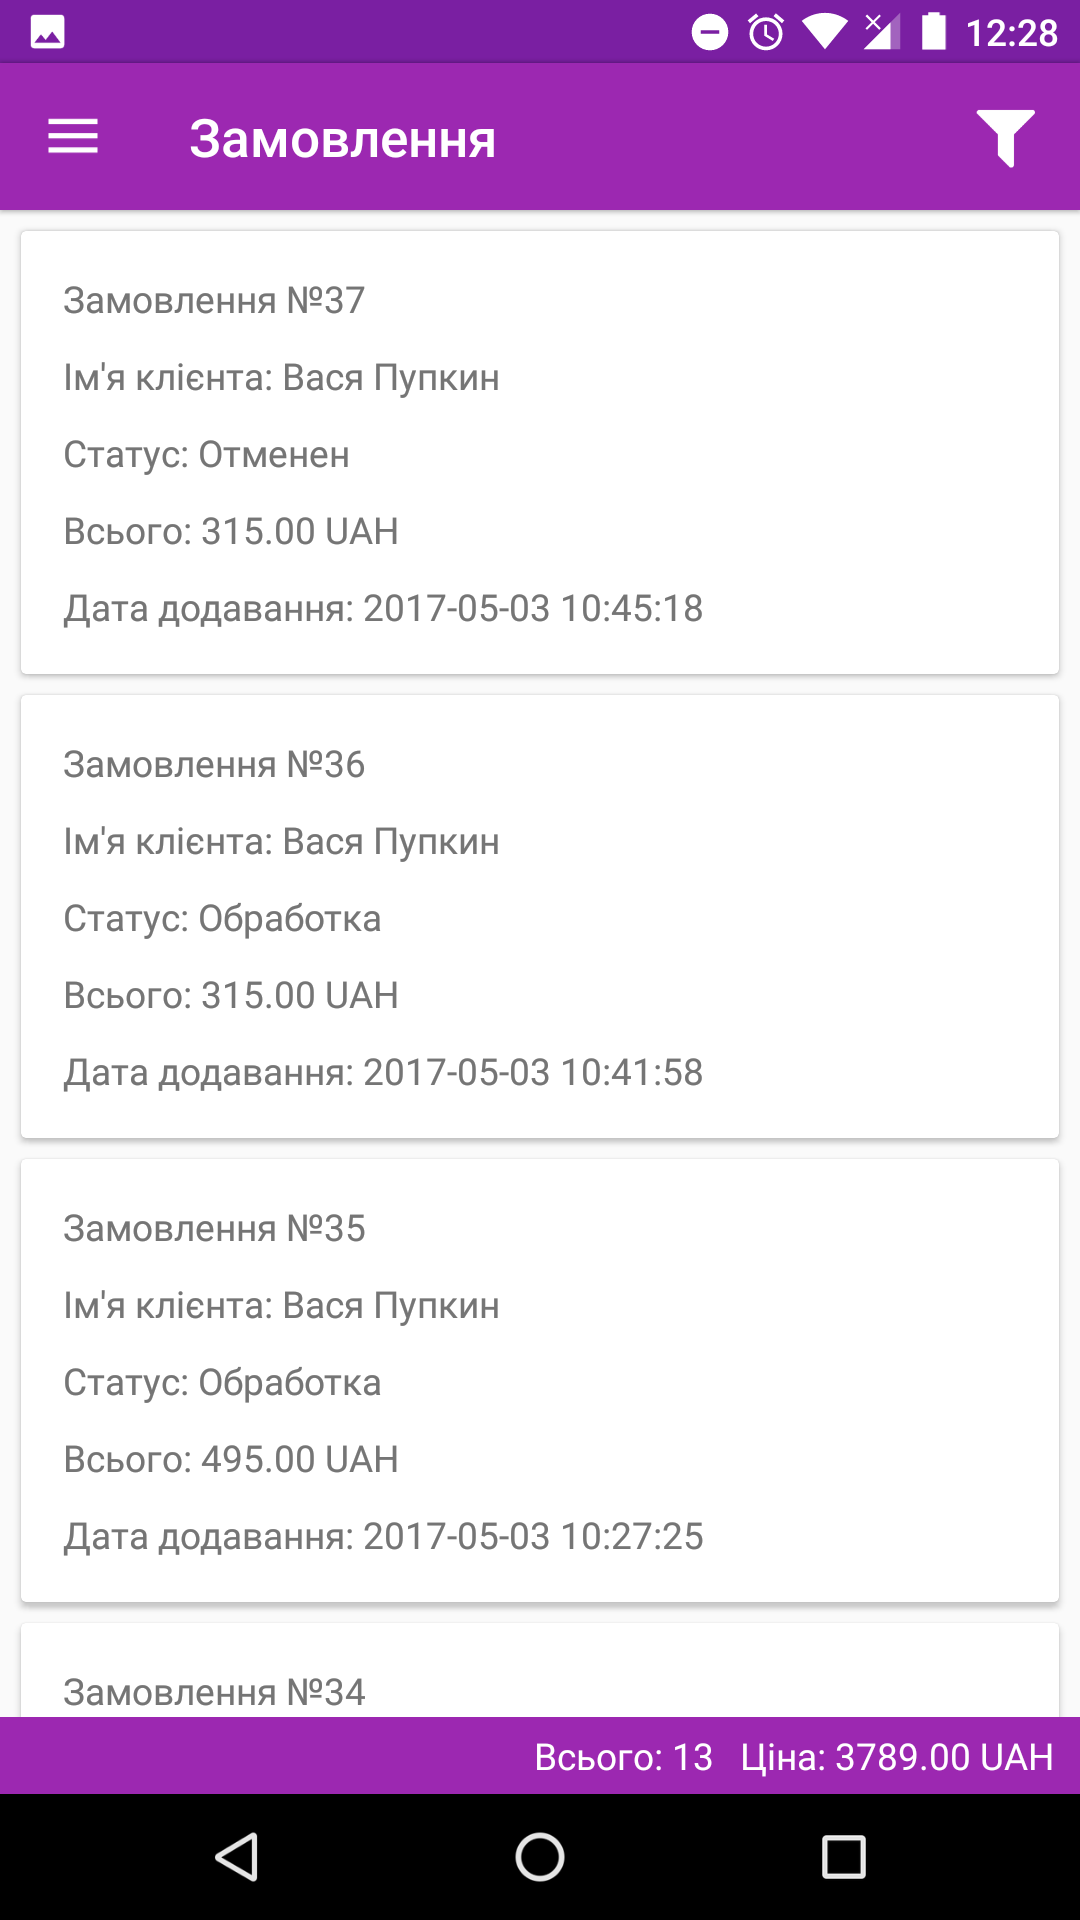 12:28
Замовлення
Замовлення №37
Ім'я клієнта: Вася Пупкин
Статус: Отменен
Всього: 315.00 UAH
Дата додавання: 2017-05-03 10:45:18
Замовлення №36
Ім'я клієнта: Вася Пупкин
Статус: Обработка
Всього: 315.00 UAH
Дата додавання: 2017-05-03 10:41:58
Замовлення №35
Ім'я клієнта: Вася Пупкин
Статус: Обработка
Всього: 495.00 UAH
Дата додавання: 2017-05-03 10:27:25
Замовлення №34
Всього: 13 Ціна: 3789.00 UAH